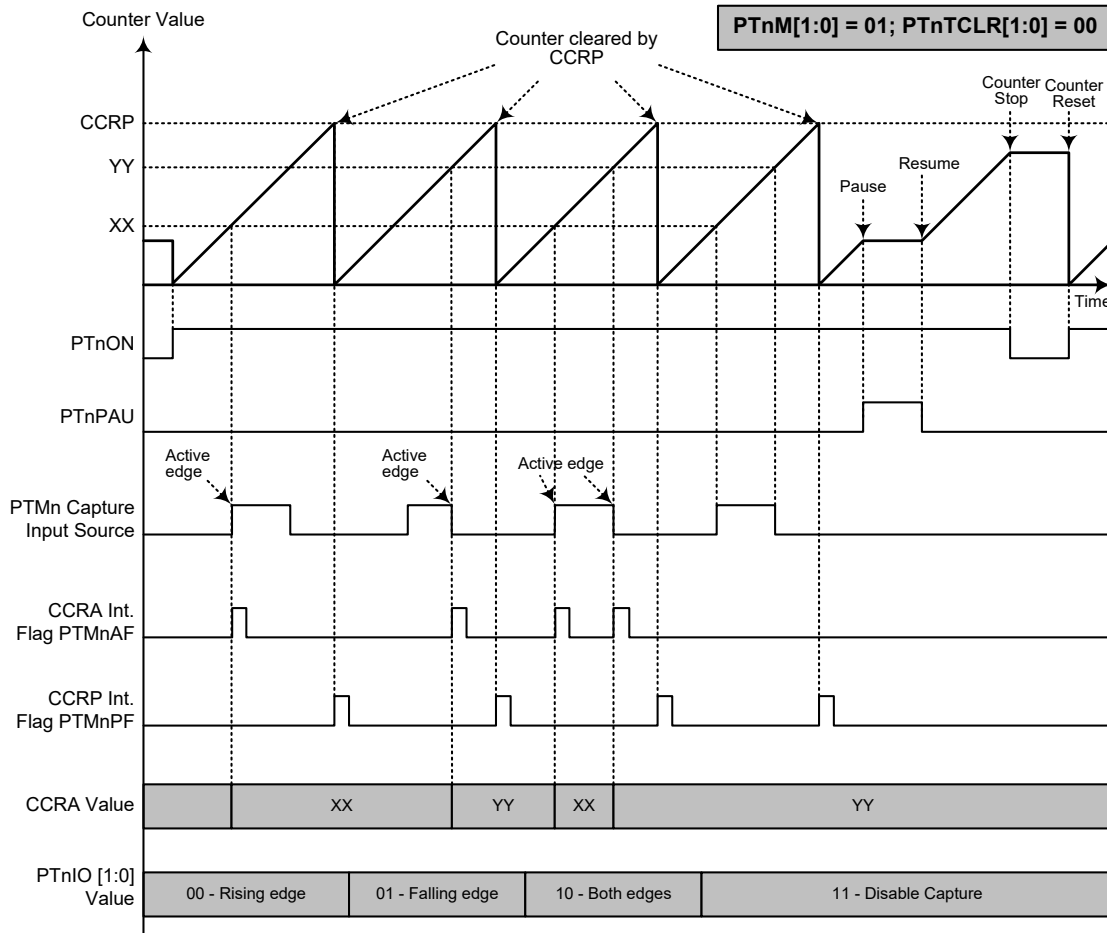 Counter Value
PTnM[1:0] = 01; PTnTCLR[1:0] = 00
Counter cleared by
CCRP
Counter
Stop
Counter
Reset
CCRP
YY
XX
Pause
Resume
Time
PTnON
PTnPAU
Active
edge
Active
edge
Active edge
PTMn Capture
Input Source
CCRA Int.
Flag PTMnAF
CCRP Int.
Flag PTMnPF
CCRA Value
XX
YY
XX
YY
PTnIO [1:0]
Value
00 - Rising edge
01 - Falling edge
10 - Both edges
11 - Disable Capture